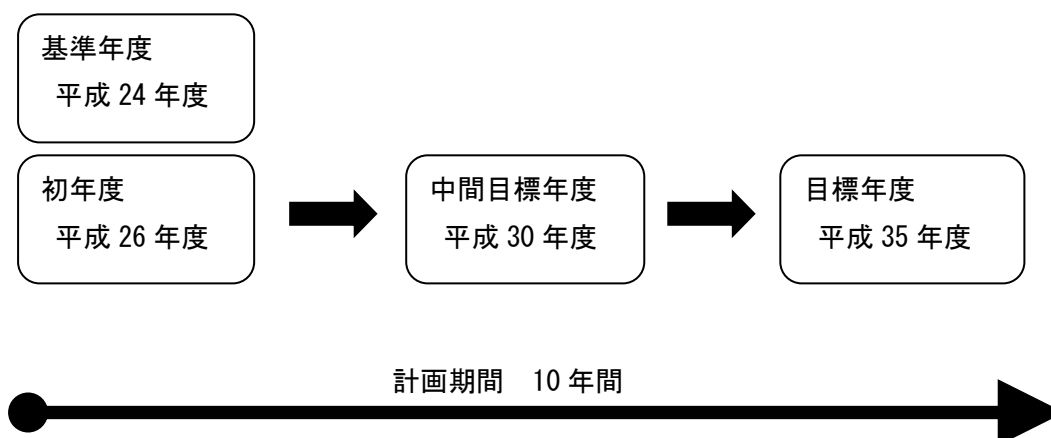 基準年度
平成 24 年度
初年度
平成 26 年度
中間目標年度
平成 30 年度
目標年度
平成 35 年度
計画期間　10 年間